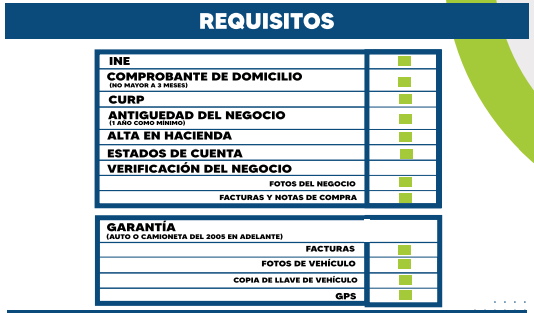 REQUISITOS
INE
COMPROBANTE DE DOMICILIO
(NO MAYOR A 3 MESES)
CURP
ANTIGUEDAD DEL NEGOCIO
(1 AÑO COMO MÍNIMO)
ALTA EN HACIENDA
ESTADOS DE CUENTA
VERIFICACIÓN DEL NEGOCIO
FOTOS DEL NEGOCIO
FACTURAS Y NOTAS DE COMPRA
GARANTÍA
(AUTO O CAMIONETA DEL 2005 EN ADELANTE)
FACTURAS
FOTOS DE VEHÍCULO
COPIA DE LLAVE DE VEHÍCULO
GPS